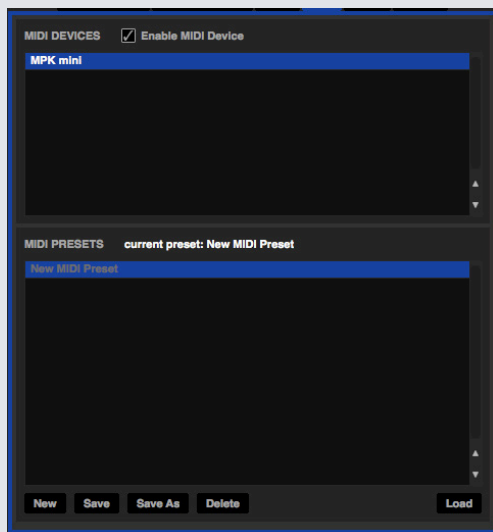 MIDI DEVICES Enable MIDI Device
MPK mini
MIDI PRESETS current preset: New MIDI Preset
New MIDI Preset
New Save Save As Delete Load